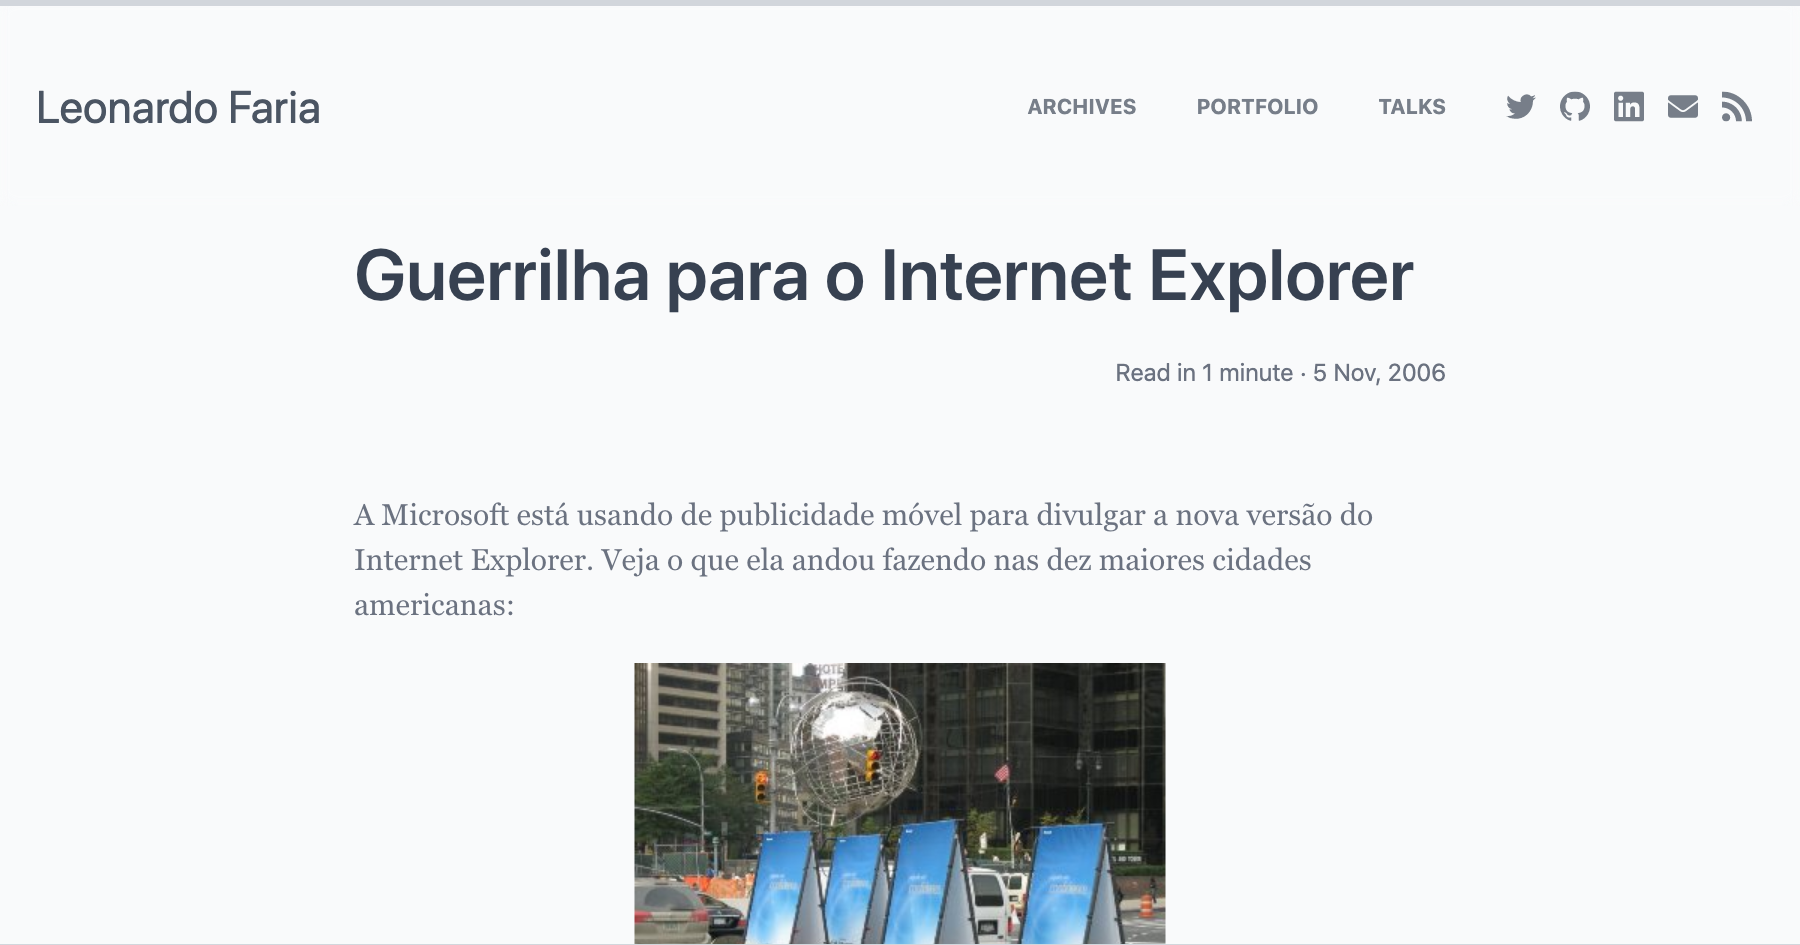 Leonardo Faria
ARCHIVES PORTFOLIO TALKS
Guerrilha para o Internet Explorer
Read in 1 minute · 5 Nov, 2006
A Microsoft está usando de publicidade móvel para divulgar a nova versão do
Internet Explorer. Veja o que ela andou fazendo nas dez maiores cidades
americanas: